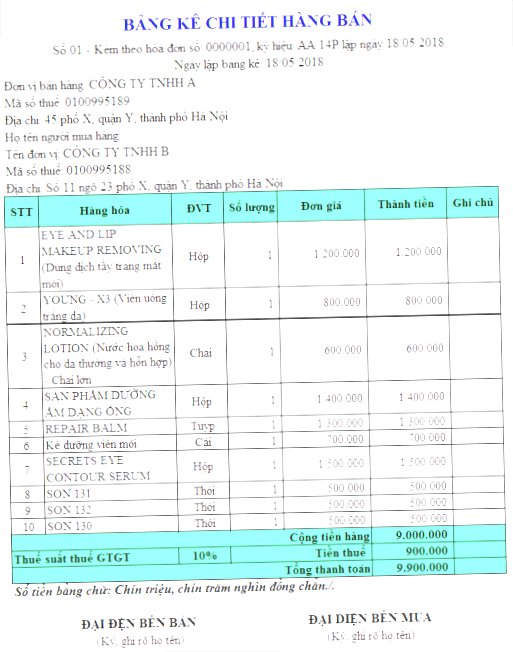 BẢNG KÊ CHI TIẾT HÀNG BÁN
Số 01 - Kèm theo hóa đơn số 0000001, ký hiệu AA 14P lập ngày 18 05 2018
Ngày lập bảng kê 18 05 2018
Đơn vị bán hàng CÔNG TY TNHH A
Mã số thuế 0100995189
Địa chỉ 45 phố X, quận Y, thành phố Hà Nội
Họ tên người mua hàng
Tên đơn vị CÔNG TY TNHH B
Mã số thuế 0100995188
Địa chỉ Số 11 ngõ 23 phố X, quận Y, thành phố Hà Nội
STT Hàng hóa ĐVT Số lượng Đơn giá Thành tiền Ghi chú
1 EYE AND LIP MAKEUP REMOVING (Dung dịch tẩy trang mắt môi) Hộp 1 1.200.000 1.200.000
2 YOUNG - X3 (Viên uống trắng da) Hộp 1 800.000 800.000
3 NORMALIZING LOTION (Nước hoa hồng cho da thường và hỗn hợp) - Chai lớn Chai 1 600.000 600.000
4 SẢN PHẨM DƯỠNG ẨM DẠNG ỐNG Hộp 1 1.400.000 1.400.000
5 REPAIR BALM Tuýp 1 1.300.000 1.300.000
6 Kẻ dưỡng viền môi Cái 1 700.000 700.000
7 SECRETS EYE CONTOUR SERUM Hộp 1 1.500.000 1.500.000
8 SON 131 Thỏi 1 500.000 500.000
9 SON 132 Thỏi 1 500.000 500.000
10 SON 130 Thỏi 1 500.000 500.000
Cộng tiền hàng 9.000.000
Thuế suất thuế GTGT 10% Tiền thuế 900.000
Tổng thanh toán 9.900.000
Số tiền bằng chữ: Chín triệu, chín trăm nghìn đồng chẵn./.
ĐẠI DIỆN BÊN BÁN ĐẠI DIỆN BÊN MUA
(Ký, ghi rõ họ tên) (Ký, ghi rõ họ tên)